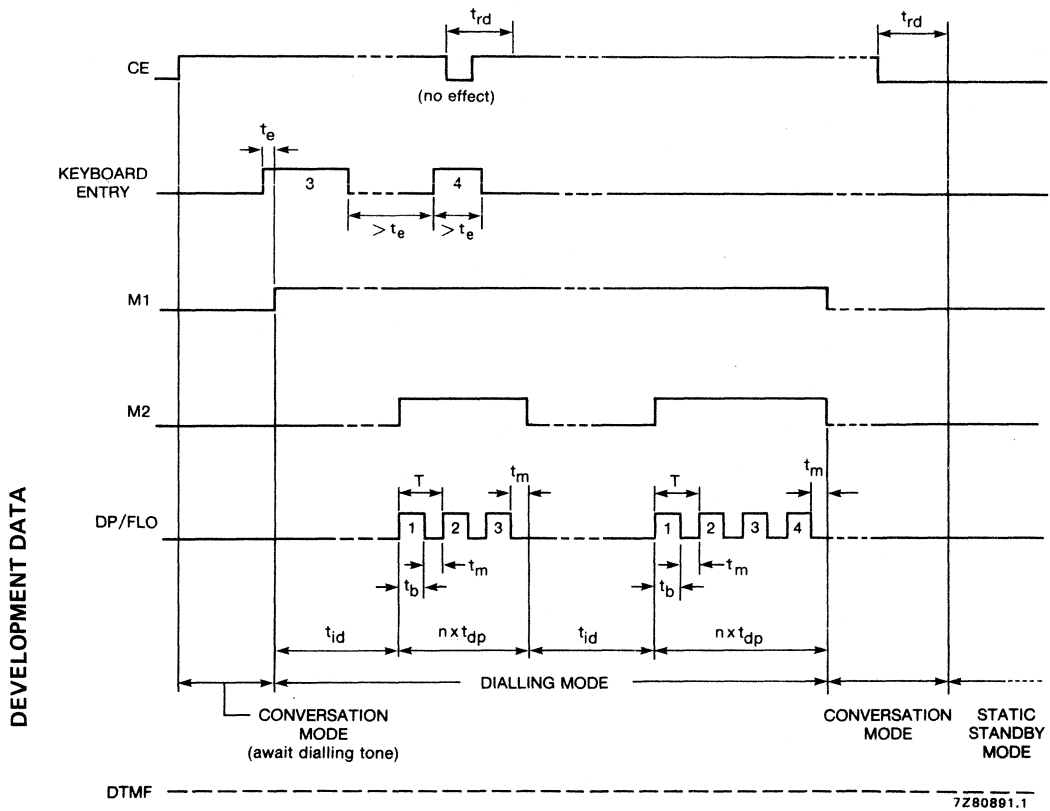 t_rd
t_rd
CE
(no effect)
t_e
KEYBOARD
ENTRY
3
4
> t_e
> t_e
M1
M2
T
t_m
T
t_m
DP/FLO
1
2
3
1
2
3
4
t_m
t_m
t_b
t_b
t_id
n x t_dp
t_id
n x t_dp
DIALLING MODE
CONVERSATION
MODE
(await dialling tone)
CONVERSATION
MODE
STATIC
STANDBY
MODE
DTMF
7Z80891.1
DEVELOPMENT DATA